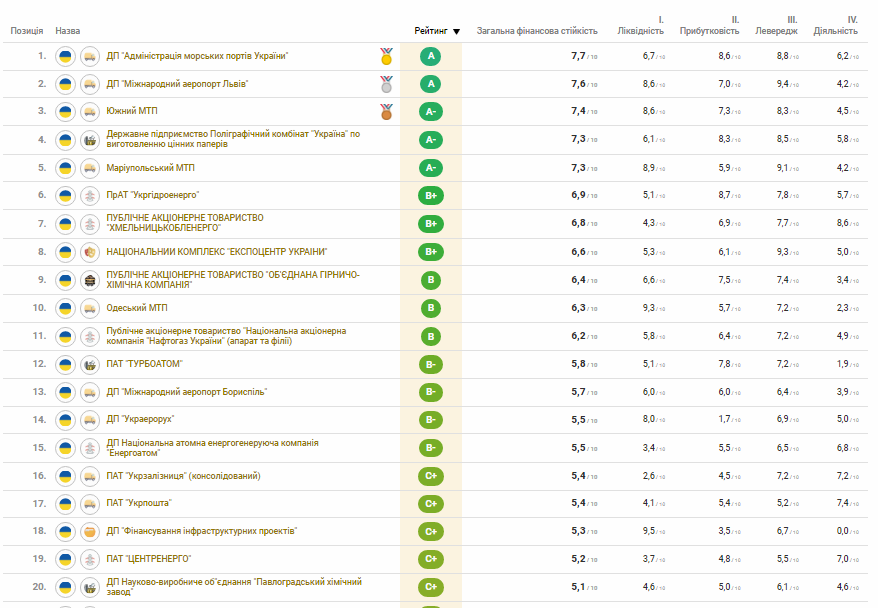 I. II. III. IV.
Позиція Назва Рейтинг ▼ Загальна фінансова стійкість Ліквідність Прибутковість Левередж Діяльність
1. ДП "Адміністрація морських портів України" A 7,7 / 10 6,7 / 10 8,6 / 10 8,8 / 10 6,2 / 10
2. ДП "Міжнародний аеропорт Львів" A 7,6 / 10 8,6 / 10 7,0 / 10 9,4 / 10 4,2 / 10
3. Южний МТП A- 7,4 / 10 8,6 / 10 7,3 / 10 8,3 / 10 4,5 / 10
4. Державне підприємство Поліграфічний комбінат "Україна" по
виготовленню цінних паперів A- 7,3 / 10 6,1 / 10 8,3 / 10 8,5 / 10 5,8 / 10
5. Маріупольський МТП A- 7,3 / 10 8,9 / 10 5,9 / 10 9,1 / 10 4,2 / 10
6. ПрАТ "Укргідроенерго" B+ 6,9 / 10 5,1 / 10 8,7 / 10 7,8 / 10 5,7 / 10
7. ПУБЛІЧНЕ АКЦІОНЕРНЕ ТОВАРИСТВО
"ХМЕЛЬНИЦЬКОБЛЕНЕРГО" B+ 6,8 / 10 4,3 / 10 6,9 / 10 7,7 / 10 8,6 / 10
8. НАЦІОНАЛЬНИЙ КОМПЛЕКС "ЕКСПОЦЕНТР УКРАЇНИ" B+ 6,6 / 10 5,3 / 10 6,1 / 10 9,3 / 10 5,0 / 10
9. ПУБЛІЧНЕ АКЦІОНЕРНЕ ТОВАРИСТВО "ОБ'ЄДНАНА ГІРНИЧО-
ХІМІЧНА КОМПАНІЯ" B 6,4 / 10 6,6 / 10 7,5 / 10 7,4 / 10 3,4 / 10
10. Одеський МТП B 6,3 / 10 9,3 / 10 5,7 / 10 7,2 / 10 2,3 / 10
11. Публічне акціонерне товариство "Національна акціонерна
компанія "Нафтогаз України" (апарат та філії) B 6,2 / 10 5,8 / 10 6,4 / 10 7,2 / 10 4,9 / 10
12. ПАТ "ТУРБОАТОМ" B- 5,8 / 10 5,1 / 10 7,8 / 10 7,2 / 10 1,9 / 10
13. ДП "Міжнародний аеропорт Бориспіль" B- 5,7 / 10 6,0 / 10 6,0 / 10 6,4 / 10 3,9 / 10
14. ДП "Украерорух" B- 5,5 / 10 8,0 / 10 1,7 / 10 6,9 / 10 5,0 / 10
15. ДП Національна атомна енергогенеруюча компанія
"Енергоатом" B- 5,5 / 10 3,4 / 10 5,5 / 10 6,5 / 10 6,8 / 10
16. ПАТ "Укрзалізниця" (консолідований) C+ 5,4 / 10 2,6 / 10 4,5 / 10 7,2 / 10 7,2 / 10
17. ПАТ "Укрпошта" C+ 5,4 / 10 4,1 / 10 5,4 / 10 5,2 / 10 7,4 / 10
18. ДП "Фінансування інфраструктурних проектів" C+ 5,3 / 10 9,5 / 10 3,5 / 10 6,7 / 10 0,0 / 10
19. ПАТ "ЦЕНТРЕНЕРГО" C+ 5,2 / 10 3,7 / 10 4,8 / 10 5,5 / 10 7,0 / 10
20. ДП Науково-виробниче об'єднання "Павлоградський хімічний
завод" C+ 5,1 / 10 4,6 / 10 5,0 / 10 6,1 / 10 4,6 / 10